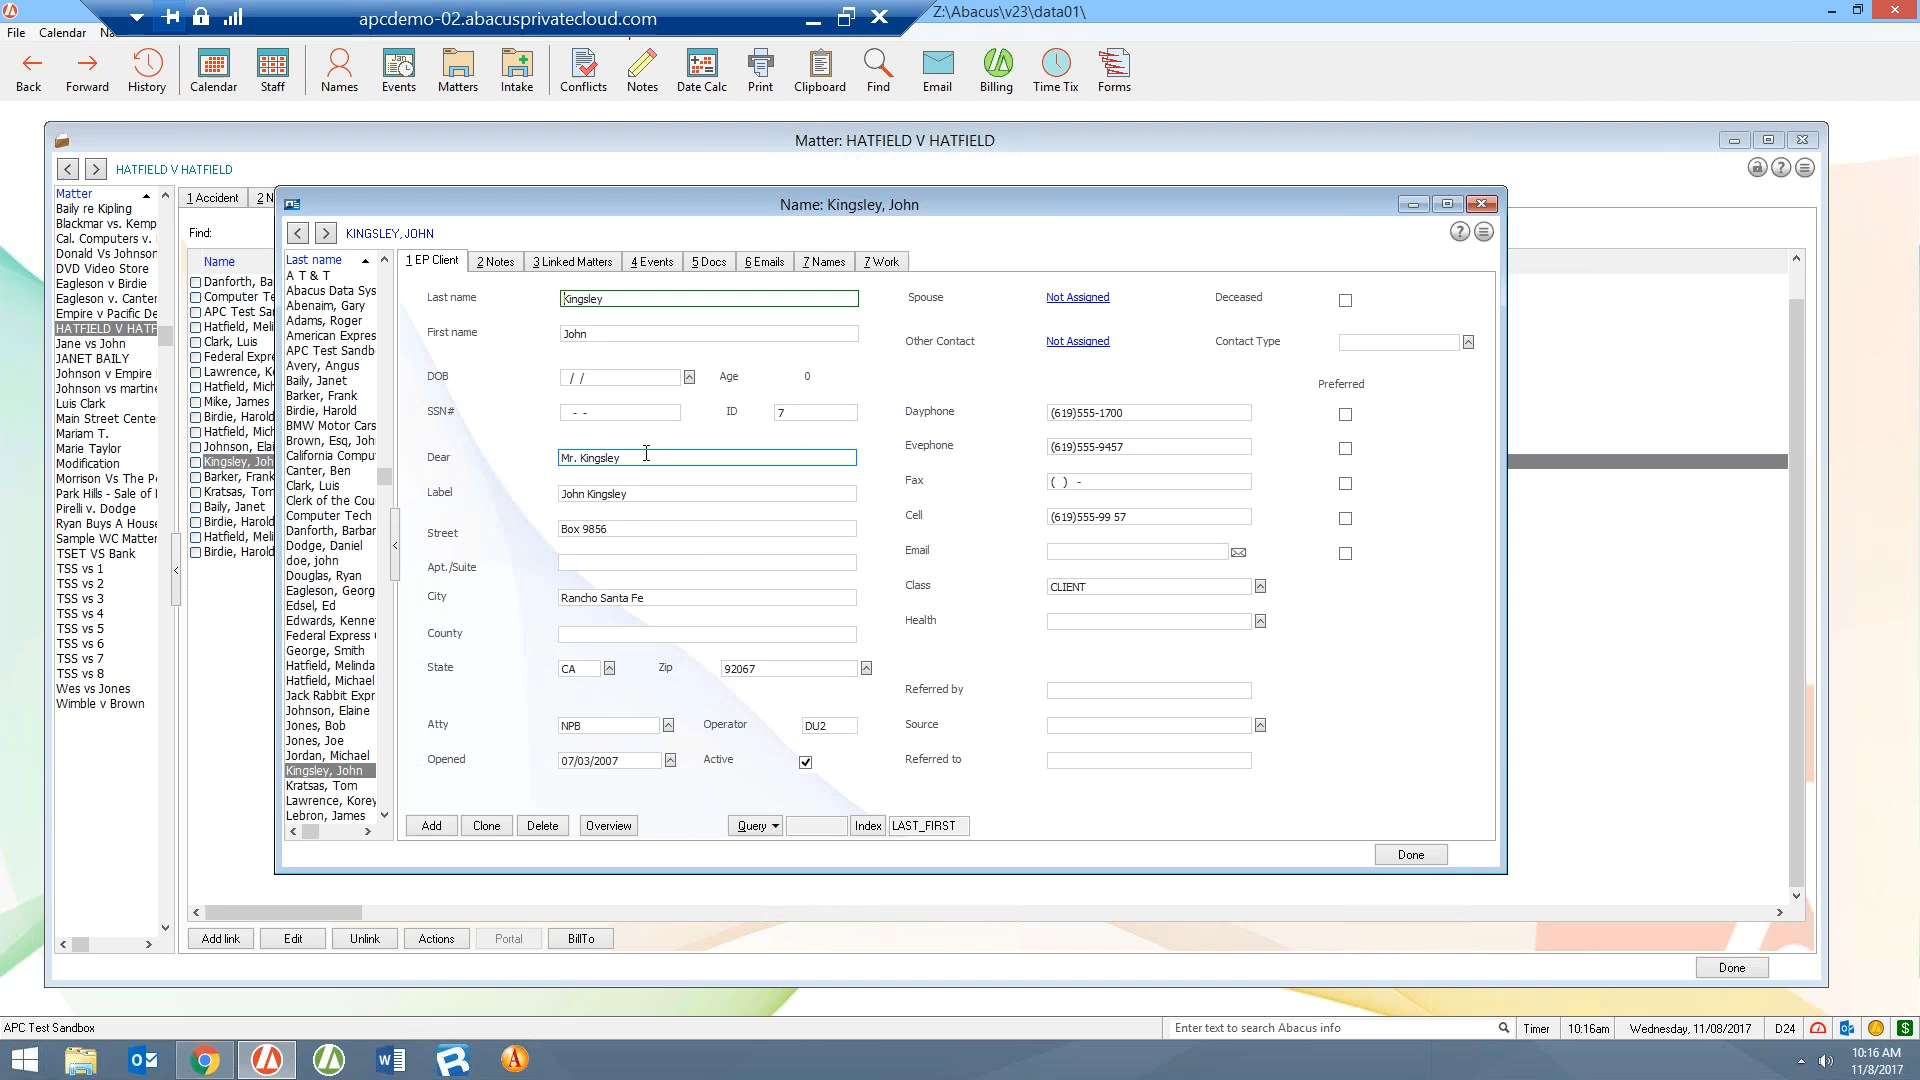 apcdemo-02.abacusprivatecloud.com
Z:\Abacus\v23\data01\
File Calendar Na
Back Forward History Calendar Staff Names Events Matters Intake Conflicts Notes Date Calc Print Clipboard Find Email Billing Time Tix Forms
Matter: HATFIELD V HATFIELD
HATFIELD V HATFIELD
Matter
Baily re Kipling
Blackmar vs. Kemp
Cal. Computers v.
Donald Vs Johnson
DVD Video Store
Eagleson v Birdie
Eagleson v. Canter
Empire v Pacific De
HATFIELD V HATF
Jane vs John
JANET BAILY
Johnson v Empire
Johnson vs martine
Luis Clark
Main Street Cente
Mariam T.
Marie Taylor
Modification
Morrison Vs The P
Park Hills - Sale of
Pirelli v. Dodge
Ryan Buys A House
Sample WC Matter
TSET VS Bank
TSS vs 1
TSS vs 2
TSS vs 3
TSS vs 4
TSS vs 5
TSS vs 6
TSS vs 7
TSS vs 8
Wes vs Jones
Wimble v Brown
1 Accident 2 N
Find:
Name
Danforth, Ba
Computer Te
APC Test Sa
Hatfield, Meli
Clark, Luis
Federal Expre
Lawrence, Ko
Hatfield, Mich
Mike, James
Birdie, Harold
Hatfield, Mich
Johnson, Elai
Kingsley, Joh
Barker, Frank
Kratsas, Tom
Baily, Janet
Birdie, Harold
Hatfield, Meli
Birdie, Harold
Name: Kingsley, John
KINGSLEY, JOHN
Last name
A T & T
Abacus Data Sys
Abenaim, Gary
Adams, Roger
American Expres
APC Test Sandb
Avery, Angus
Baily, Janet
Barker, Frank
Birdie, Harold
BMW Motor Cars
Brown, Esq, Joh
California Compu
Canter, Ben
Clark, Luis
Clerk of the Cou
Computer Tech
Danforth, Barbar
Dodge, Daniel
doe, john
Douglas, Ryan
Eagleson, Georg
Edsel, Ed
Edwards, Kenne
Federal Express
George, Smith
Hatfield, Melinda
Hatfield, Michael
Jack Rabbit Expr
Johnson, Elaine
Jones, Bob
Jones, Joe
Jordan, Michael
Kingsley, John
Kratsas, Tom
Lawrence, Korey
Lebron, James
1 EP Client 2 Notes 3 Linked Matters 4 Events 5 Docs 6 Emails 7 Names 7 Work
Last name Kingsley Spouse Not Assigned Deceased
First name John Other Contact Not Assigned Contact Type
DOB / / Age 0 Preferred
SSN# - - ID 7 Dayphone (619)555-1700
Evephone (619)555-9457
Dear Mr. Kingsley
Label John Kingsley Fax ( ) -
Street Box 9856 Cell (619)555-99 57
Apt./Suite Email
City Rancho Santa Fe Class CLIENT
County Health
State CA Zip 92067
Referred by
Atty NPB Operator DU2 Source
Opened 07/03/2007 Active Referred to
Add Clone Delete Overview Query Index LAST_FIRST
Done
Add link Edit Unlink Actions Portal BillTo
Done
APC Test Sandbox Enter text to search Abacus info Timer 10:16am Wednesday, 11/08/2017 D24
10:16 AM
11/8/2017